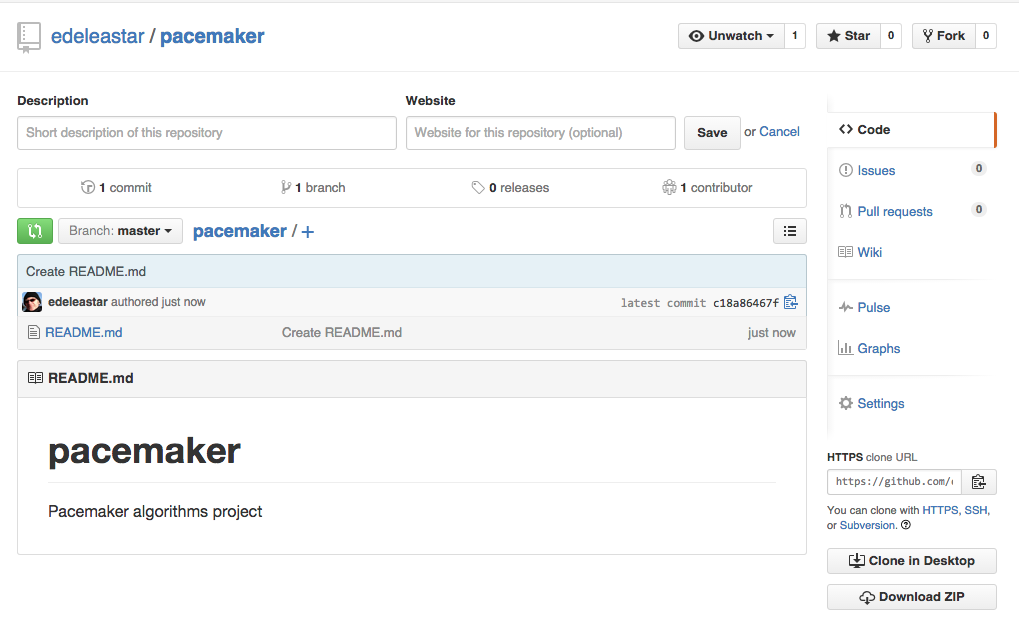 edeleastar / pacemaker
Unwatch 1 Star 0 Fork 0
Description Website
Short description of this repository Website for this repository (optional) Save or Cancel
1 commit 1 branch 0 releases 1 contributor
Branch: master pacemaker / +
Create README.md
edeleastar authored just now latest commit c18a86467f
README.md Create README.md just now
README.md
pacemaker
Pacemaker algorithms project
Code
Issues 0
Pull requests 0
Wiki
Pulse
Graphs
Settings
HTTPS clone URL
https://github.com/
You can clone with HTTPS, SSH,
or Subversion.
Clone in Desktop
Download ZIP